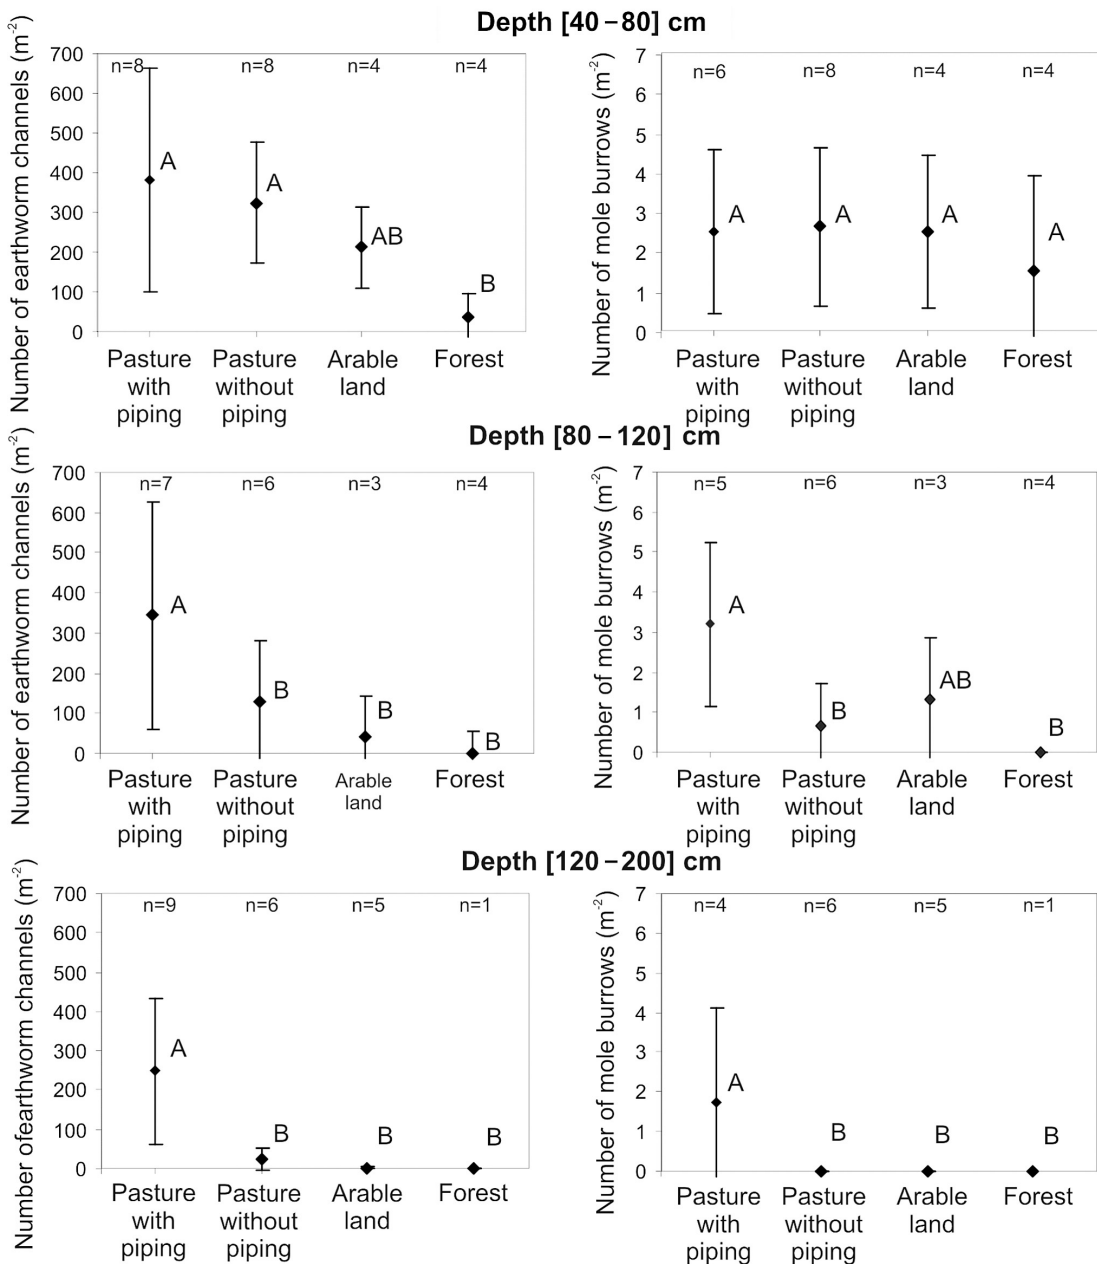 Depth [40–80] cm
Number of earthworm channels (m-2)
700
600
500
400
300
200
100
0
n=8
n=8
n=4
n=4
A
A
AB
B
Pasture
with
piping
Pasture
without
piping
Arable
land
Forest
Number of mole burrows (m-2)
7
6
5
4
3
2
1
0
n=6
n=8
n=4
n=4
A
A
A
A
Pasture
with
piping
Pasture
without
piping
Arable
land
Forest
Depth [80–120] cm
Number of earthworm channels (m-2)
700
600
500
400
300
200
100
0
n=7
n=6
n=3
n=4
A
B
B
B
Pasture
with
piping
Pasture
without
piping
Arable
land
Forest
Number of mole burrows (m-2)
7
6
5
4
3
2
1
0
n=5
n=6
n=3
n=4
A
B
AB
B
Pasture
with
piping
Pasture
without
piping
Arable
land
Forest
Depth [120–200] cm
Number ofearthworm channels (m-2)
700
600
500
400
300
200
100
0
n=9
n=6
n=5
n=1
A
B
B
B
Pasture
with
piping
Pasture
without
piping
Arable
land
Forest
Number of mole burrows (m-2)
7
6
5
4
3
2
1
0
n=4
n=6
n=5
n=1
A
B
B
B
Pasture
with
piping
Pasture
without
piping
Arable
land
Forest